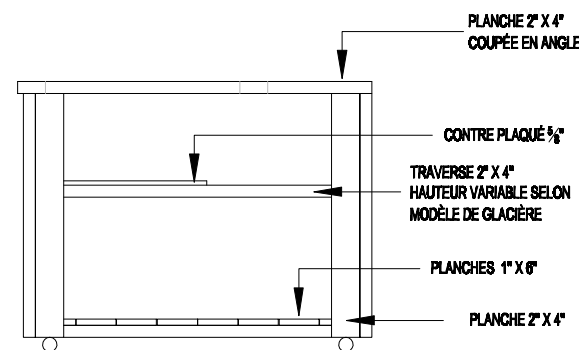 PLANCHE 2" X 4"
COUPÉE EN ANGLE
CONTRE PLAQUÉ ⅝"
TRAVERSE 2" X 4"
HAUTEUR VARIABLE SELON
MODÈLE DE GLACIÈRE
PLANCHES 1" X 6"
PLANCHE 2" X 4"